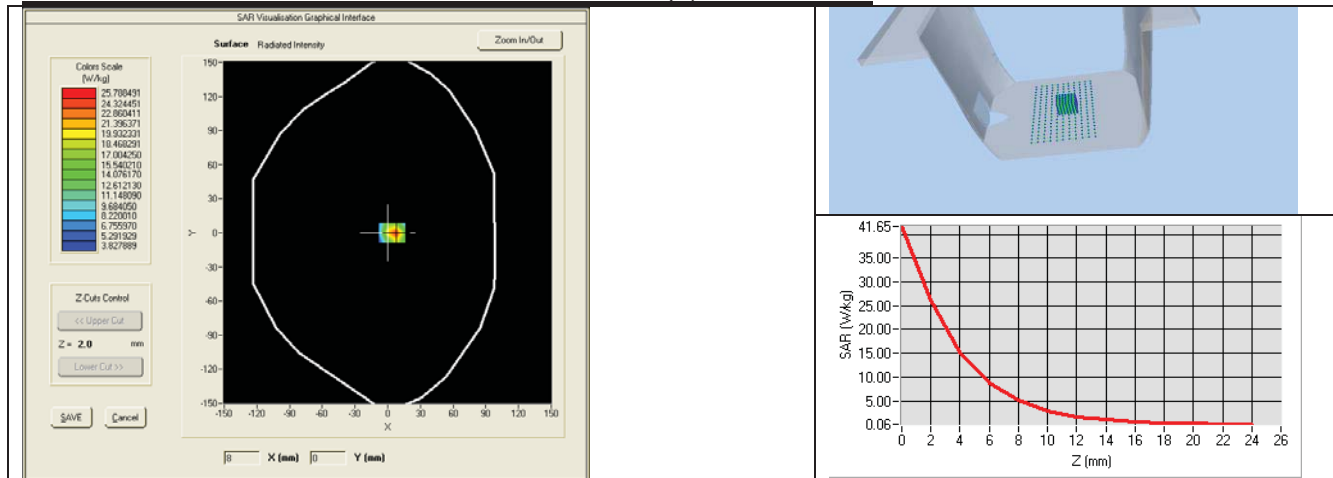 SAR Visualisation Graphical Interface
Surface Radiated Intensity
Zoom In/Out
Colors Scale
(W/kg)
25.788491
24.324451
22.860411
21.396371
19.932331
18.468291
17.004250
15.540210
14.076170
12.612130
11.148090
9.684050
8.220010
6.755970
5.291929
3.827889
Z-Cuts Control
<< Upper Cut
Z = 2.0 mm
Lower Cut >>
SAVE Cancel
150-
120-
90-
60-
30-
Y 0-
-30-
-60-
-90-
-120-
-150-
-150 -120 -90 -60 -30 0 30 60 90 120 150
X
8 X (mm) 0 Y (mm)
41.65-
35.00-
30.00-
25.00-
20.00-
15.00-
10.00-
5.00-
0.06-
SAR (W/kg)
0 2 4 6 8 10 12 14 16 18 20 22 24 26
Z (mm)